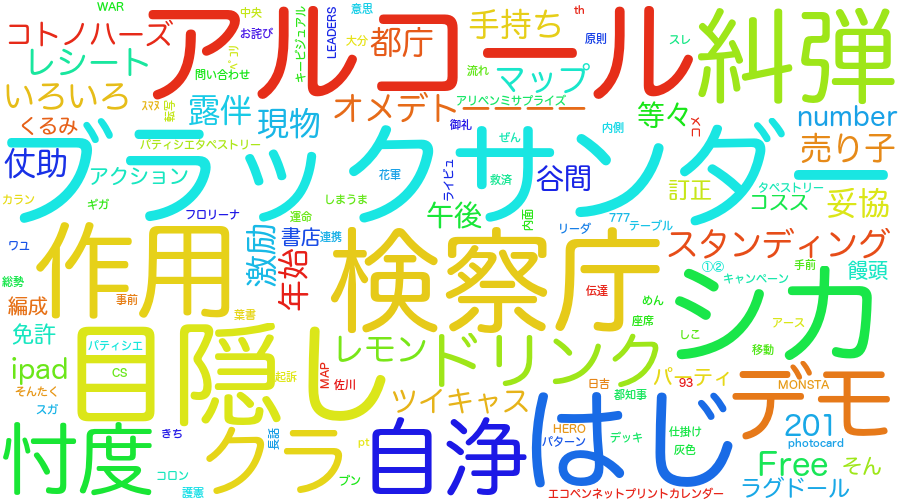 WAR
アルコール
中央
お詫び
キービジュアル
LEADERS
意思
大分
th
原則
スレ
糾弾
コトノハーズ
手持ち
都庁
レシート
問い合わせ
流れ
マップ
いろいろ
露伴
現物
オメデトーーーーー
アリペンミサプライズ
等々
number
くるみ
転写
御礼
ぜん
内側
売り子
パティシエタペストリー
ブラックサンダー
仗助
アクション
花軍
ライビュ
救済
谷間
訂正
タペストリー
コスス
妥協
カラン
ギガ
フロリーナ
しまうま
運命
午後
内面
リーダ
777
テーブル
ワユ
作用
激励
書店
連携
検察庁
スタンディング
①②
手前
饅頭
総勢
年始
キャンペーン
シカ
編成
事前
葉書
伝達
めん
座席
アース
免許
パティシエ
目隠し
レモン
ドリンク
しこ
移動
ipad
CS
起訴
MAP
佐川
日吉
パーティ
93
デモ
MONSTA
そんたく
スガ
ツイキャス
はじ
都知事
201
photocard
忖度
きち
クラ
長話
pt
自浄
HERO
パターン
デッキ
仕掛け
灰色
Free
そん
コロン
護憲
ブン
エコペンネットプリントカレンダー
ラグドール